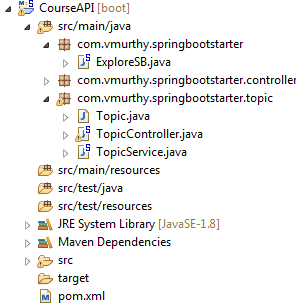 CourseAPI [boot]
src/main/java
com.vmurthy.springbootstarter
ExploreSB.java
com.vmurthy.springbootstarter.controller
com.vmurthy.springbootstarter.topic
Topic.java
TopicController.java
TopicService.java
src/main/resources
src/test/java
src/test/resources
JRE System Library [JavaSE-1.8]
Maven Dependencies
src
target
pom.xml